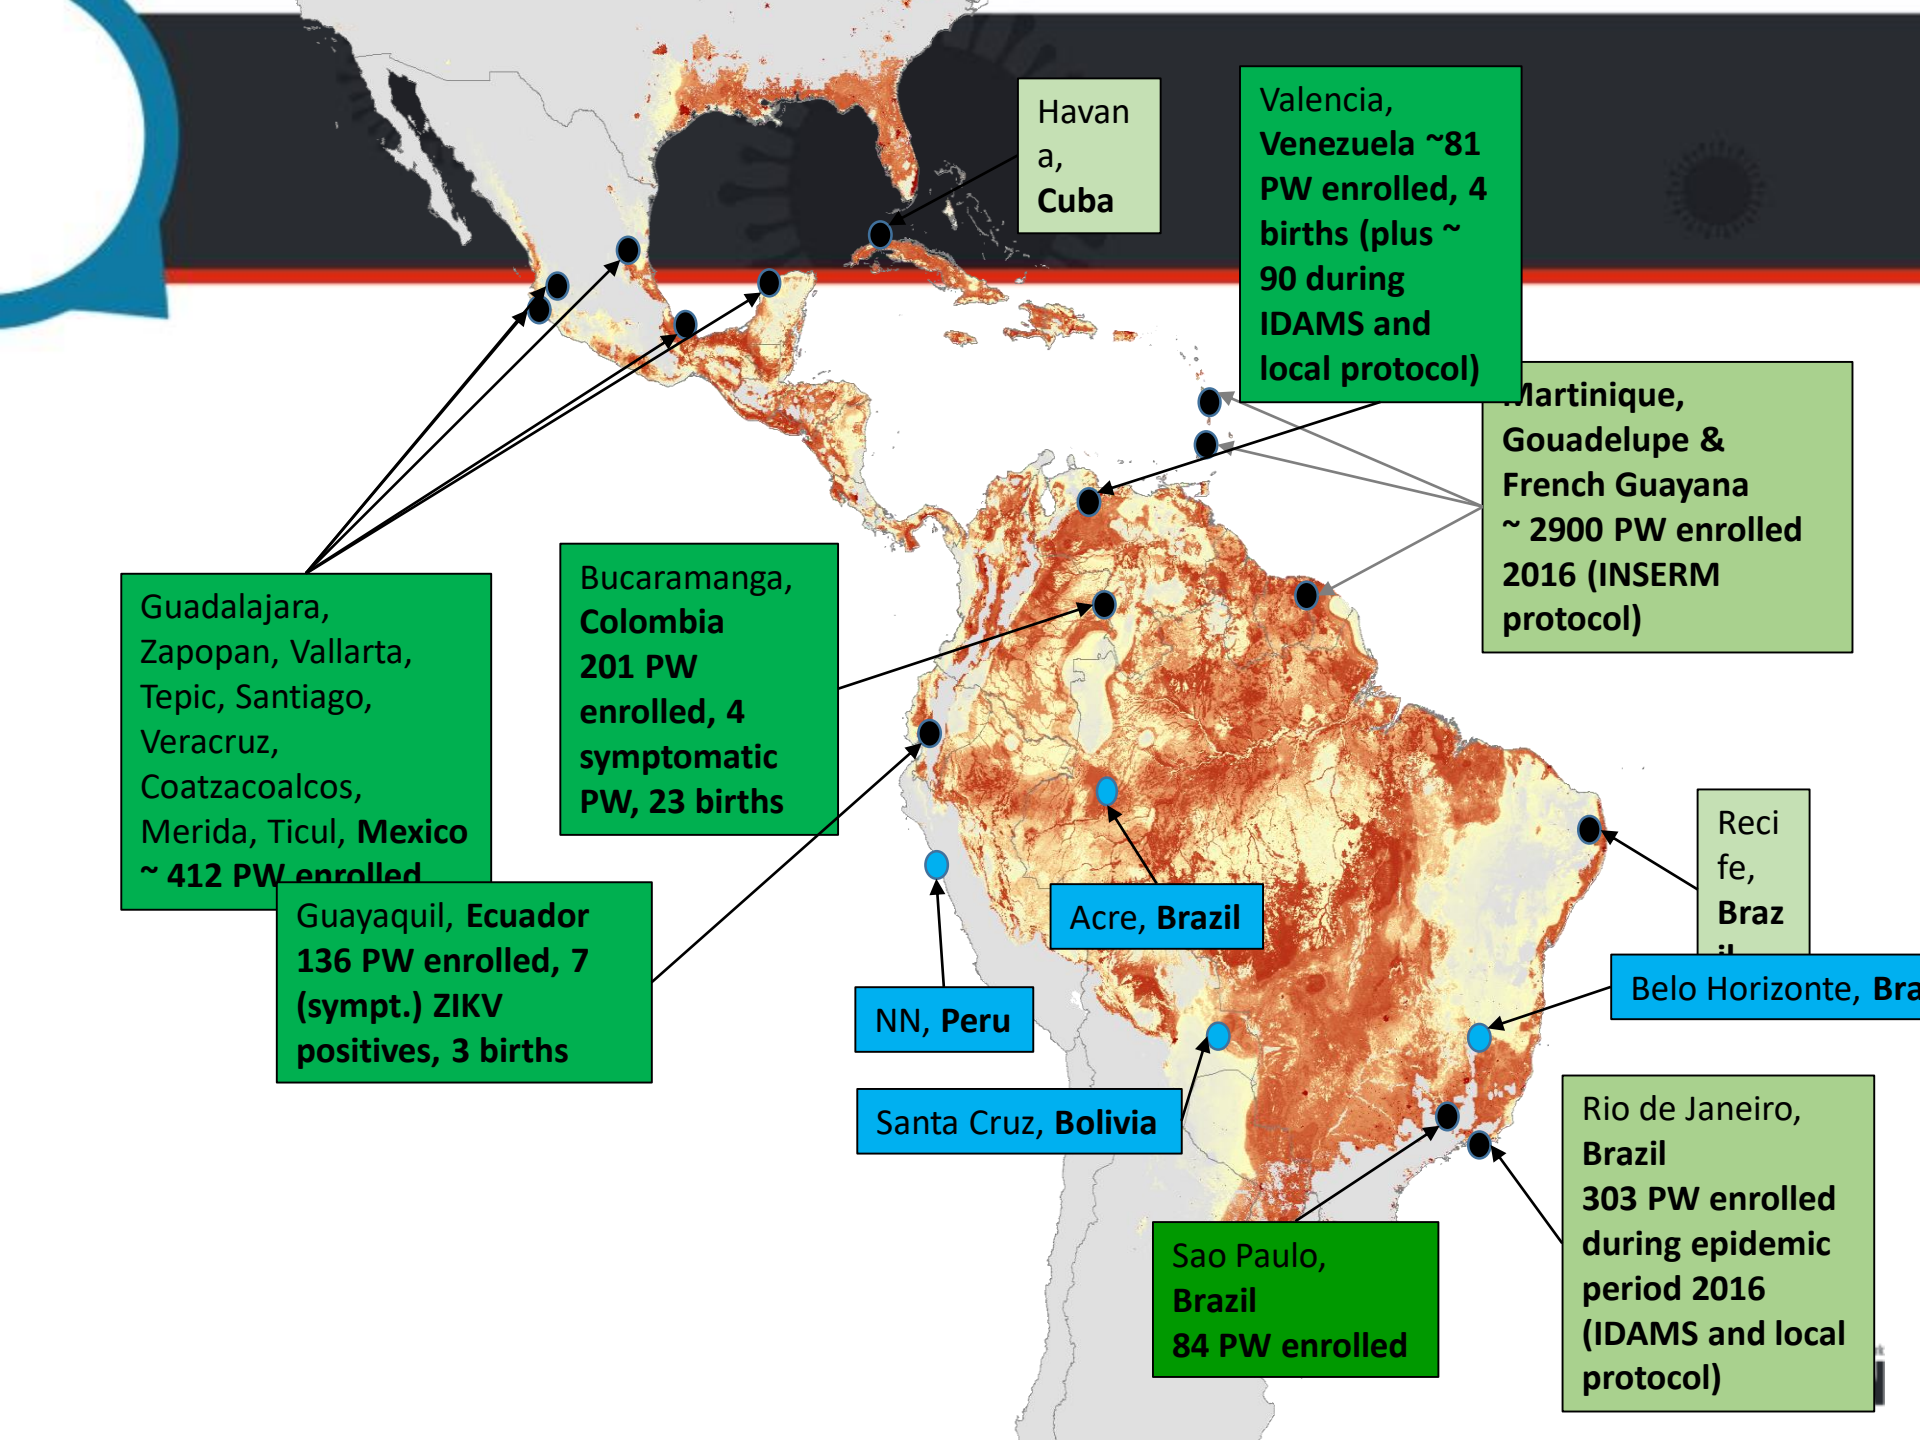 Havan
a,
Cuba
Valencia,
Venezuela ~81
PW enrolled, 4
births (plus ~
90 during
IDAMS and
local protocol)
Martinique,
Gouadelupe &
French Guayana
~ 2900 PW enrolled
2016 (INSERM
protocol)
Guadalajara,
Zapopan, Vallarta,
Tepic, Santiago,
Veracruz,
Coatzacoalcos,
Merida, Ticul, Mexico
~ 412 PW enrolled
Bucaramanga,
Colombia
201 PW
enrolled, 4
symptomatic
PW, 23 births
Guayaquil, Ecuador
136 PW enrolled, 7
(sympt.) ZIKV
positives, 3 births
Acre, Brazil
NN, Peru
Santa Cruz, Bolivia
Reci
fe,
Braz
il
Belo Horizonte, Bra
Sao Paulo,
Brazil
84 PW enrolled
Rio de Janeiro,
Brazil
303 PW enrolled
during epidemic
period 2016
(IDAMS and local
protocol)